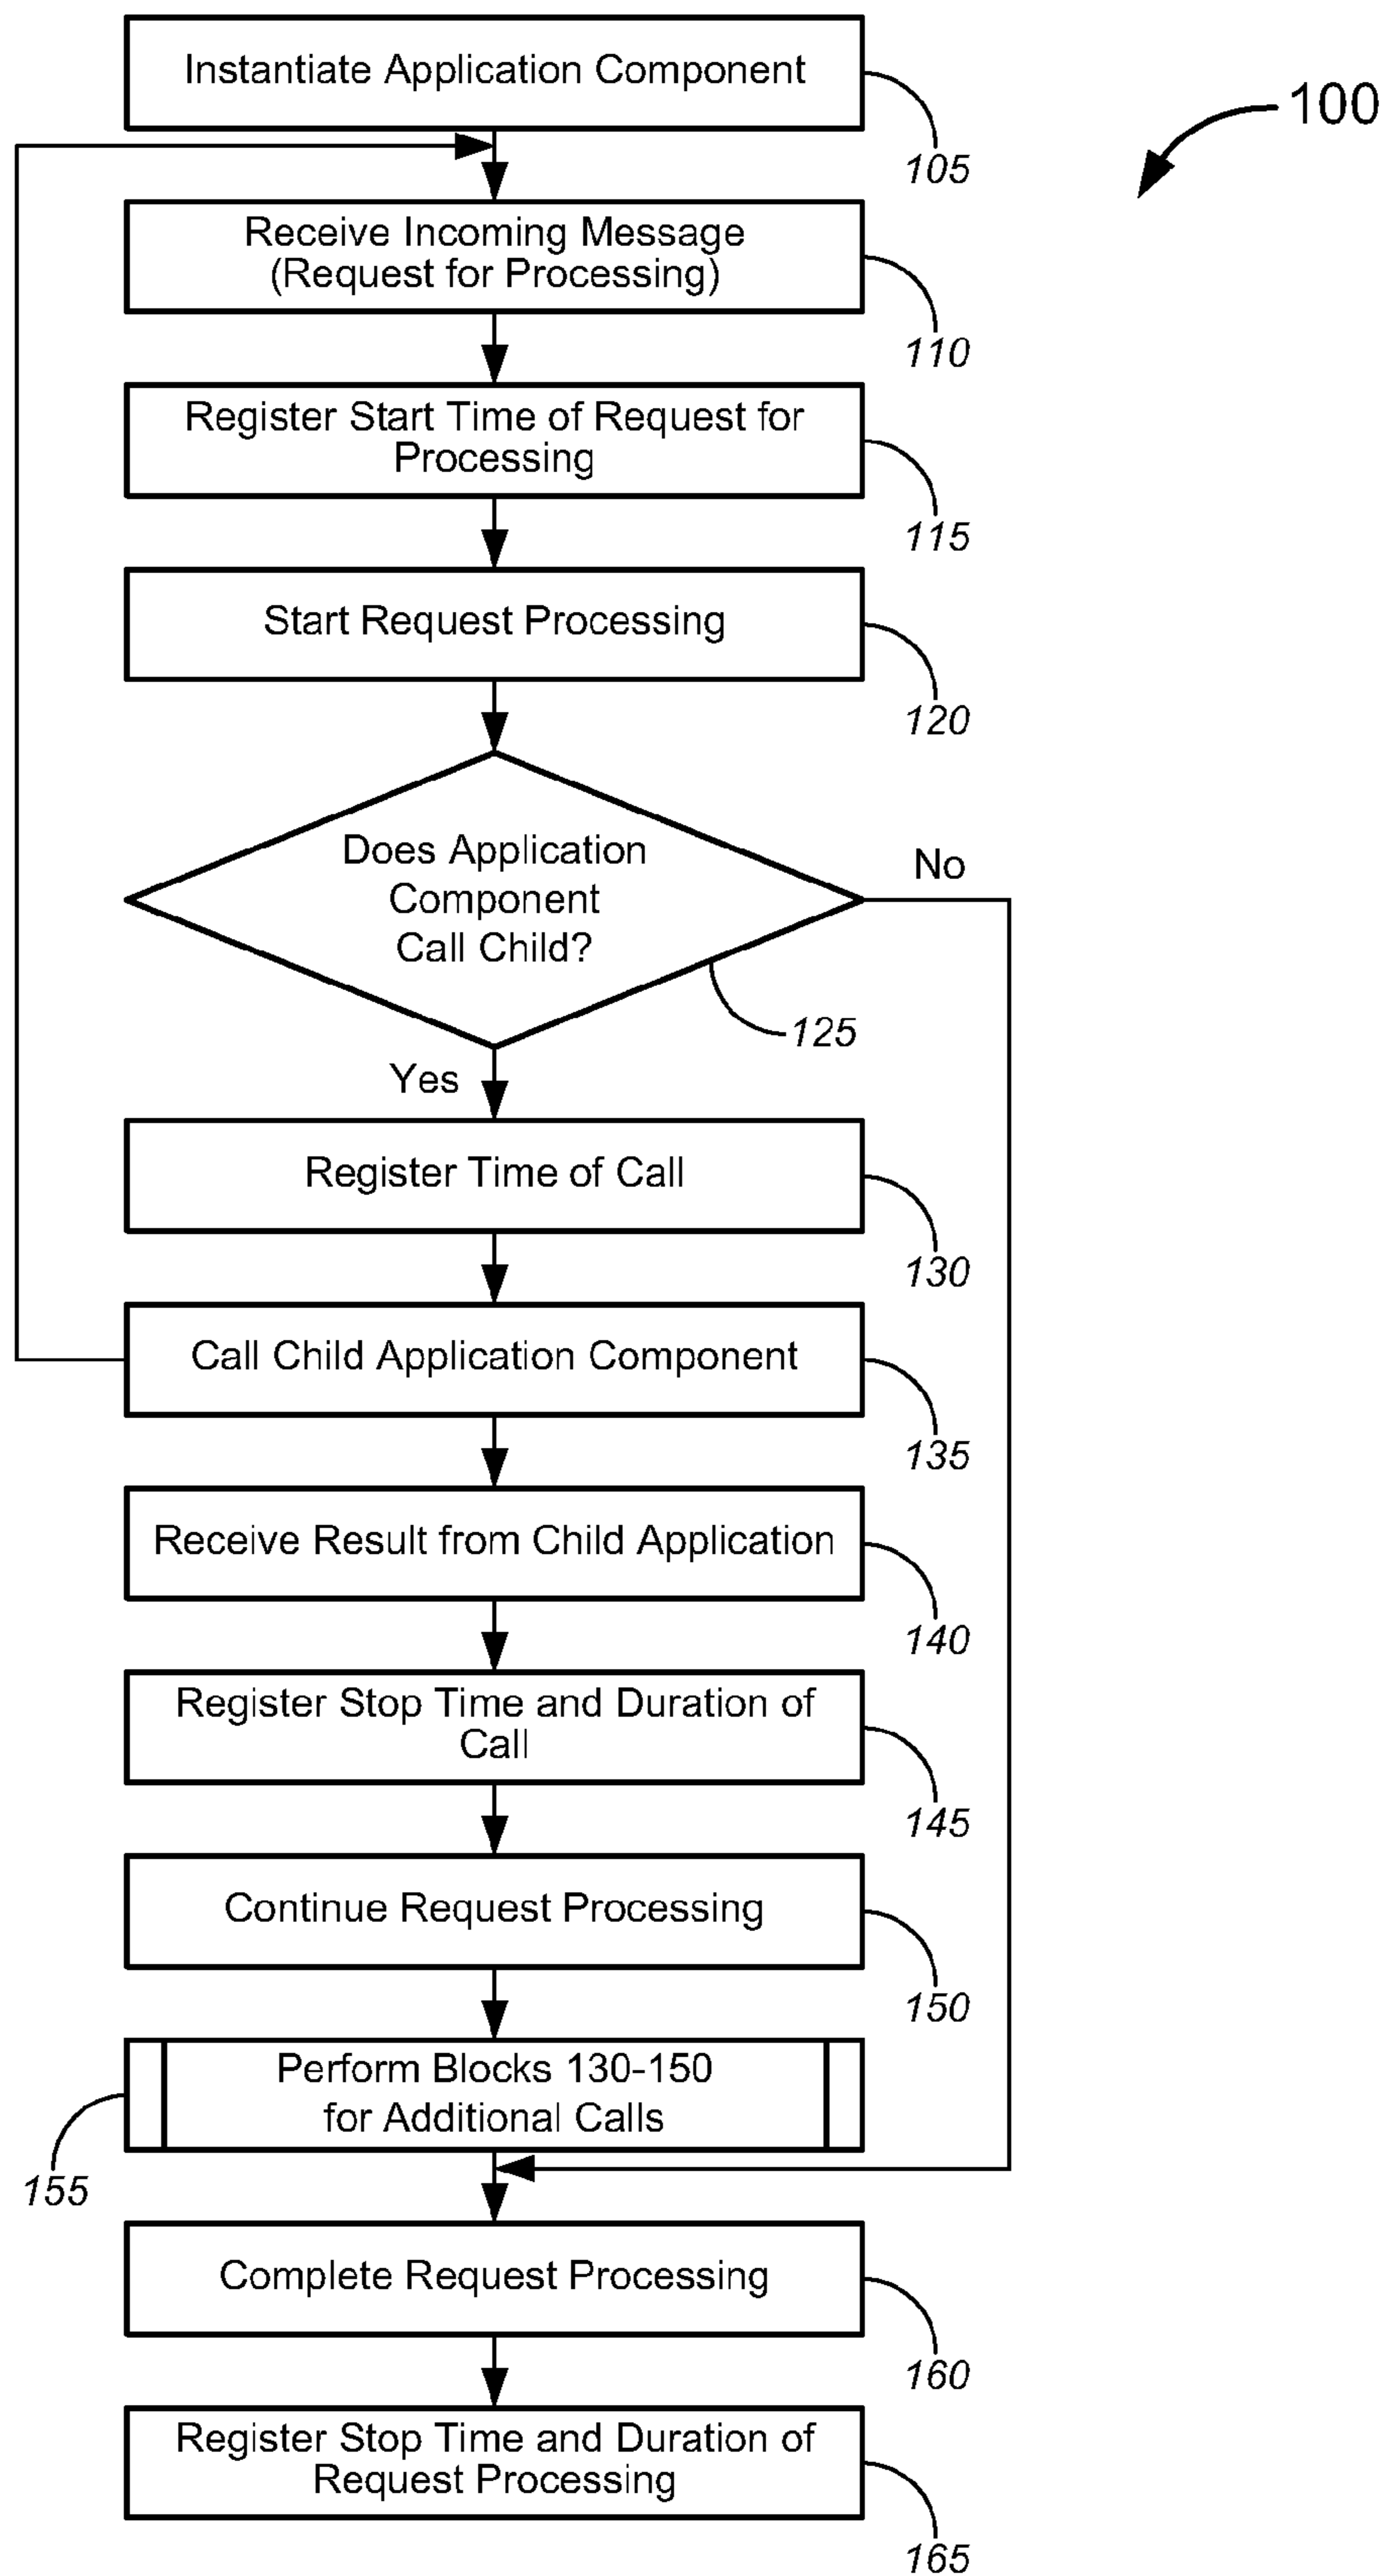 Instantiate Application Component
100
105
Receive Incoming Message
(Request for Processing)
110
Register Start Time of Request for
Processing
115
Start Request Processing
120
Does Application
Component
Call Child?
No
125
Yes
Register Time of Call
130
Call Child Application Component
135
Receive Result from Child Application
140
Register Stop Time and Duration of
Call
145
Continue Request Processing
150
Perform Blocks 130-150
for Additional Calls
155
Complete Request Processing
160
Register Stop Time and Duration of
Request Processing
165